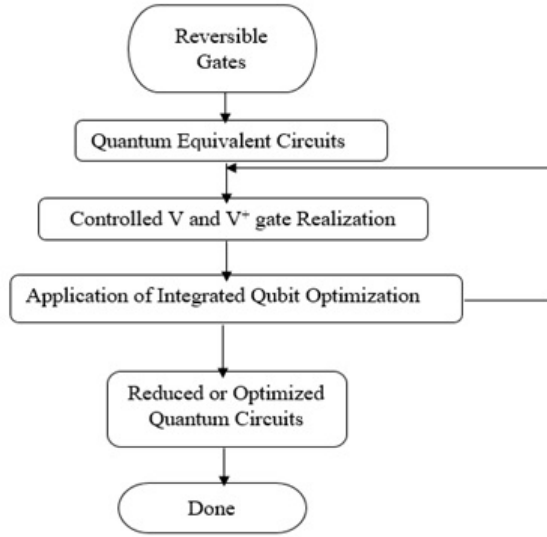 Reversible
Gates
Quantum Equivalent Circuits
Controlled V and V⁺ gate Realization
Application of Integrated Qubit Optimization
Reduced or Optimized
Quantum Circuits
Done